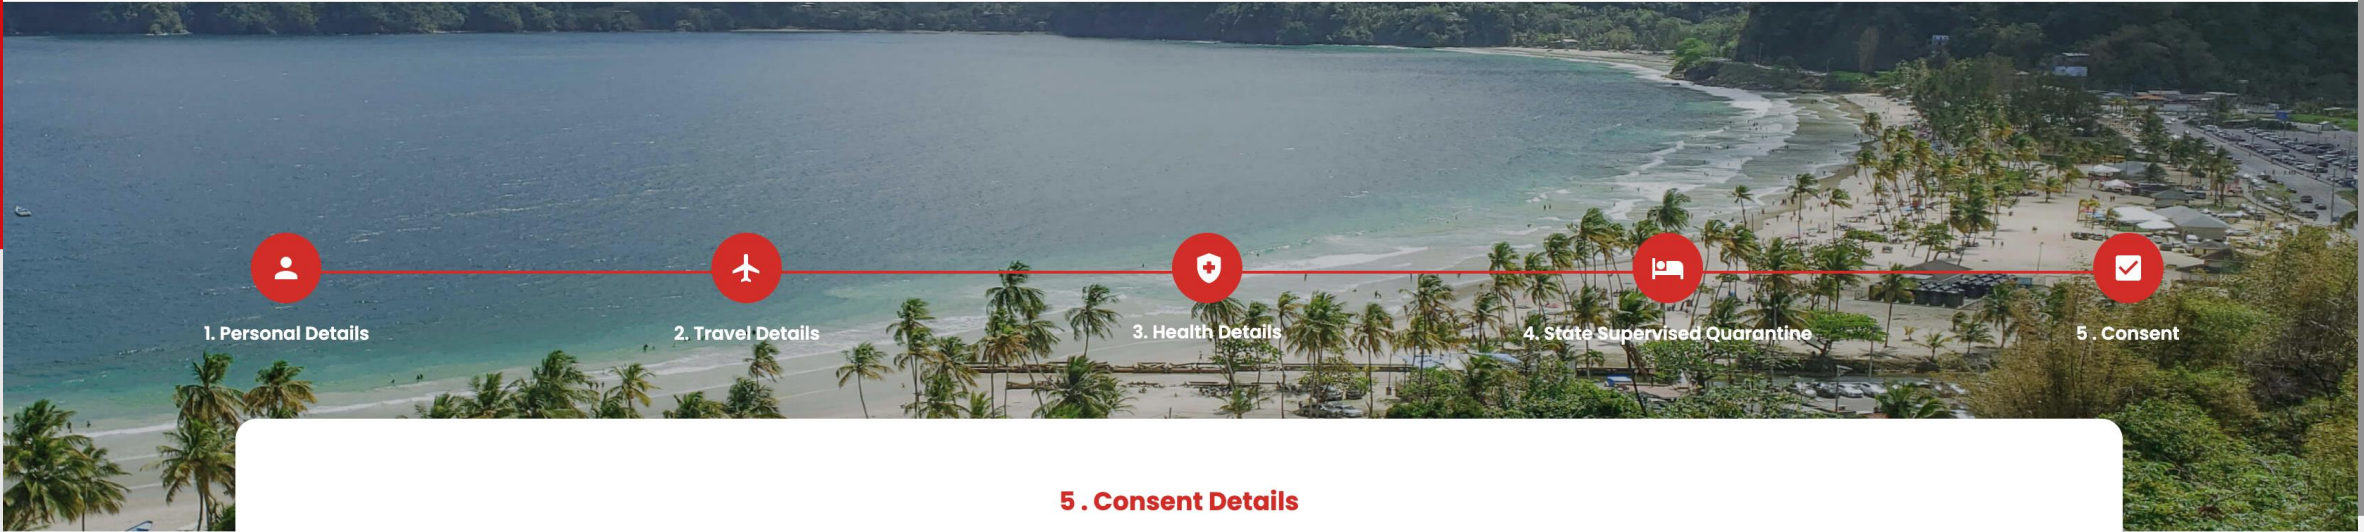 1. Personal Details
2. Travel Details
3. Health Details
4. State Supervised Quarantine
5 . Consent
5 . Consent Details